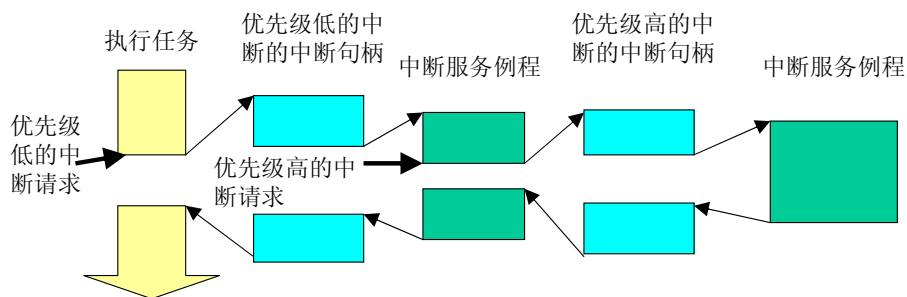 执行任务
优先级低的中
断的中断句柄
中断服务例程
优先级高的中
断的中断句柄
中断服务例程
优先级
低的中
断请求
优先级高的中
断请求